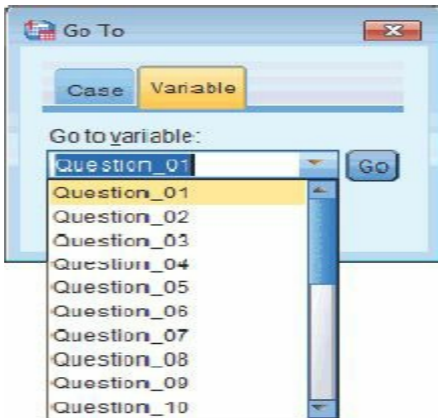 Go To
Case Variable
Go to variable:
Question_01 Go
Question_01
Question_02
Question_03
Question_04
Question_05
Question_06
Question_07
Question_08
Question_09
Question_10